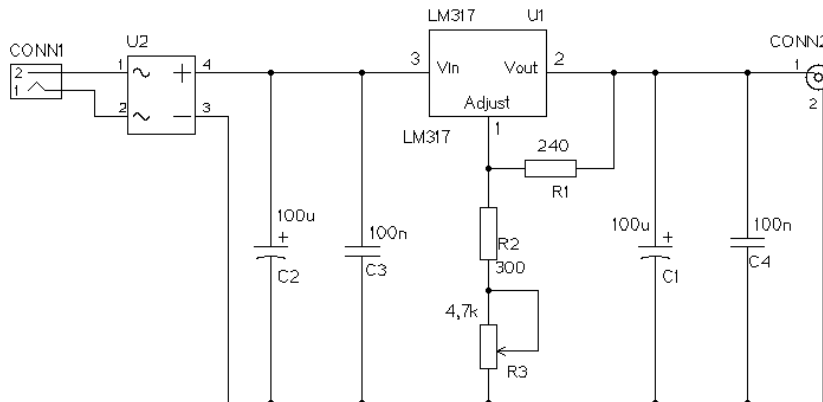 LM317 U1
CONN1
U2
CONN2
2
1
1
~
+
4
2
~
−
3
3
VIn
Vout
2
Adjust
1
LM317
1
2
240
R1
100u
+
C2
100n
C3
R2
300
4,7k
R3
100u
+
C1
100n
C4